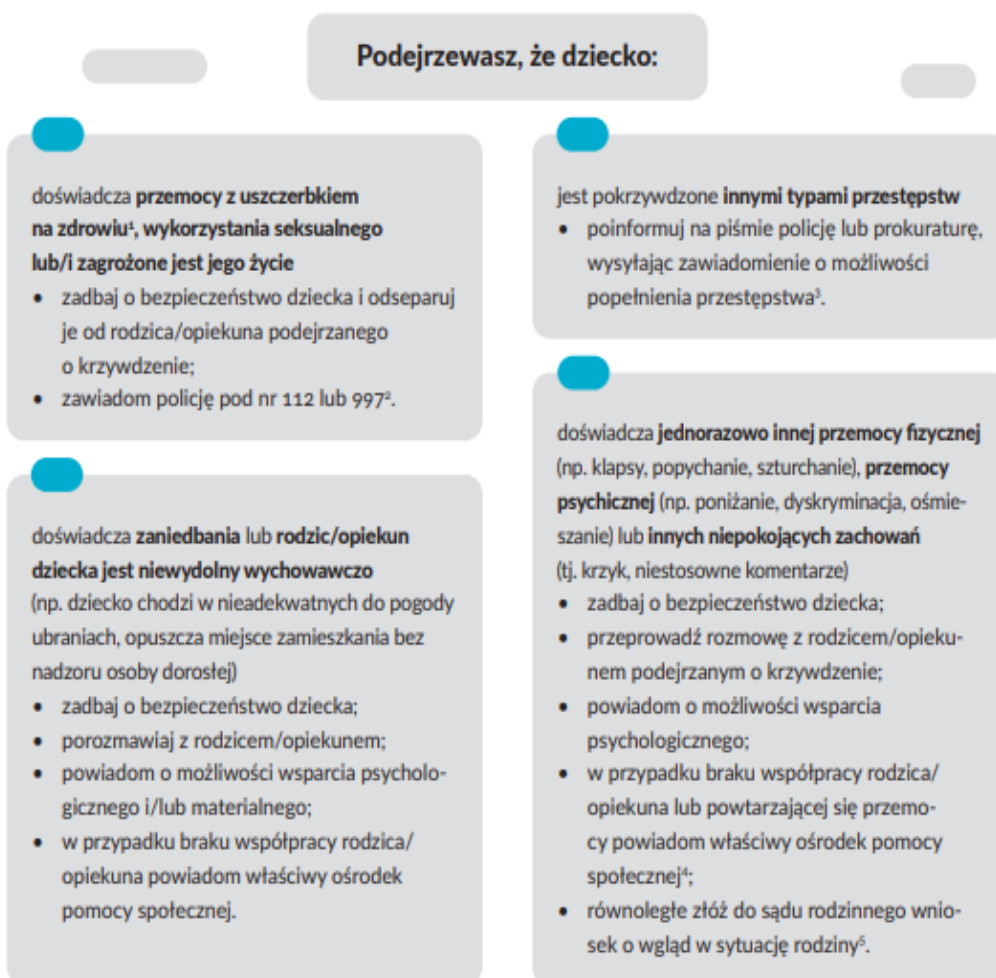 Podejrzewasz, że dziecko:
doświadcza przemocy z uszczerbkiem
na zdrowiu¹, wykorzystania seksualnego
lub/i zagrożone jest jego życie
• zadbaj o bezpieczeństwo dziecka i odseparuj
je od rodzica/opiekuna podejrzanego
o krzywdzenie;
• zawiadom policję pod nr 112 lub 997².
doświadcza zaniedbania lub rodzic/opiekun
dziecka jest niewydolny wychowawczo
(np. dziecko chodzi w nieadekwatnych do pogody
ubraniach, opuszcza miejsce zamieszkania bez
nadzoru osoby dorosłej)
• zadbaj o bezpieczeństwo dziecka;
• porozmawiaj z rodzicem/opiekunem;
• powiadom o możliwości wsparcia psycholo-
gicznego i/lub materialnego;
• w przypadku braku współpracy rodzica/
opiekuna powiadom właściwy ośrodek
pomocy społecznej.
jest pokrzywdzone innymi typami przestępstw
• poinformuj na piśmie policję lub prokuraturę,
wysyłając zawiadomienie o możliwości
popełnienia przestępstwa³.
doświadcza jednorazowo innej przemocy fizycznej
(np. klapsy, popychanie, szturchanie), przemocy
psychicznej (np. poniżanie, dyskryminacja, ośmie-
szanie) lub innych niepokojących zachowań
(tj. krzyk, niestosowne komentarze)
• zadbaj o bezpieczeństwo dziecka;
• przeprowadź rozmowę z rodzicem/opieku-
nem podejrzanym o krzywdzenie;
• powiadom o możliwości wsparcia
psychologicznego;
• w przypadku braku współpracy rodzica/
opiekuna lub powtarzającej się przemo-
cy powiadom właściwy ośrodek pomocy
społecznej⁴;
• równoległe złóż do sądu rodzinnego wnio-
sek o wgląd w sytuację rodziny⁵.